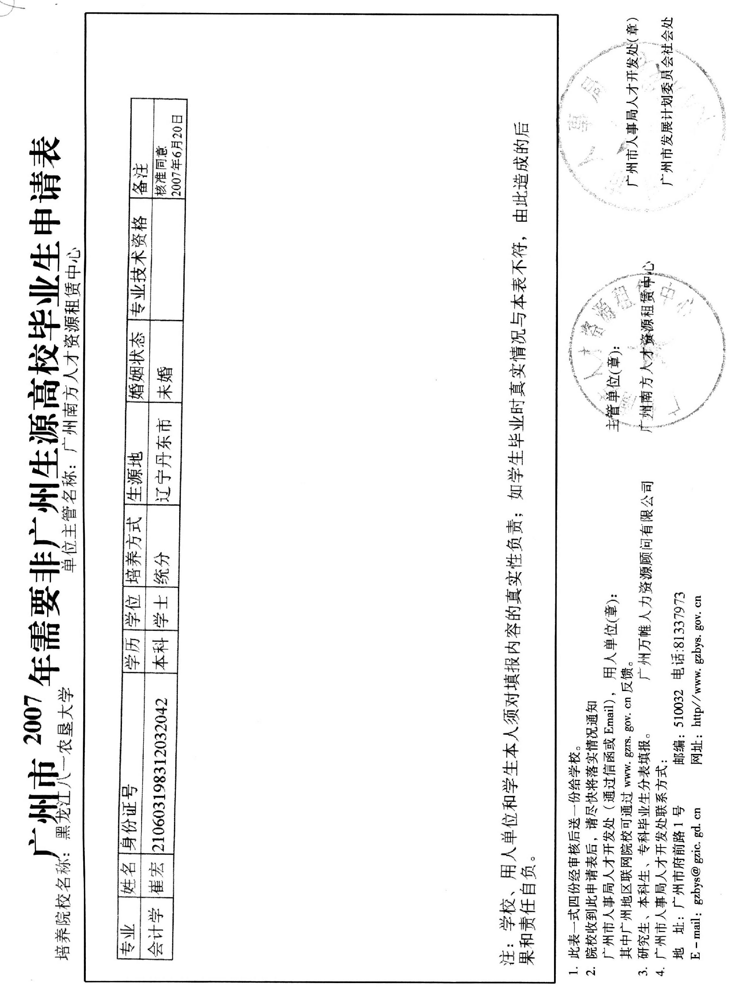 广州市 2007 年需要非广州生源高校毕业生申请表
培养院校名称：黑龙江八一农垦大学 单位主管名称：广州南方人才资源租赁中心
专业 姓名 身份证号 学历 学位 培养方式 生源地 婚姻状态 专业技术资格 备注
会计学 崔宏 210603198312032042 本科 学士 统分 辽宁丹东市 未婚 核准同意
2007年6月20日
注：学校、用人单位和学生本人须对填报内容的真实性负责；如学生毕业时真实情况与本表不符，由此造成的后
果和责任自负。
1. 此表一式四份经审核后送一份给学校。
2. 院校收到此申请表后，请尽快将落实情况通知
广州市人事局人才开发处（通过信函或Email），
其中广州地区联网院校可通过 www.gzrs.gov.cn 反馈。
3. 研究生、本科生、专科毕业生分表填报。
4. 广州市人事局人才开发处联系方式：
地 址：广州市府前路1号 邮编：510032 电话:81337973
E-mail: gzbys@gzic.gd.cn 网址：http//www.gzbys.gov.cn
用人单位(章)：
广州万帷人力资源顾问有限公司
主管单位(章)：
广州南方人才资源租赁中心
广州市人事局人才开发处(章)
广州市发展计划委员会社会处